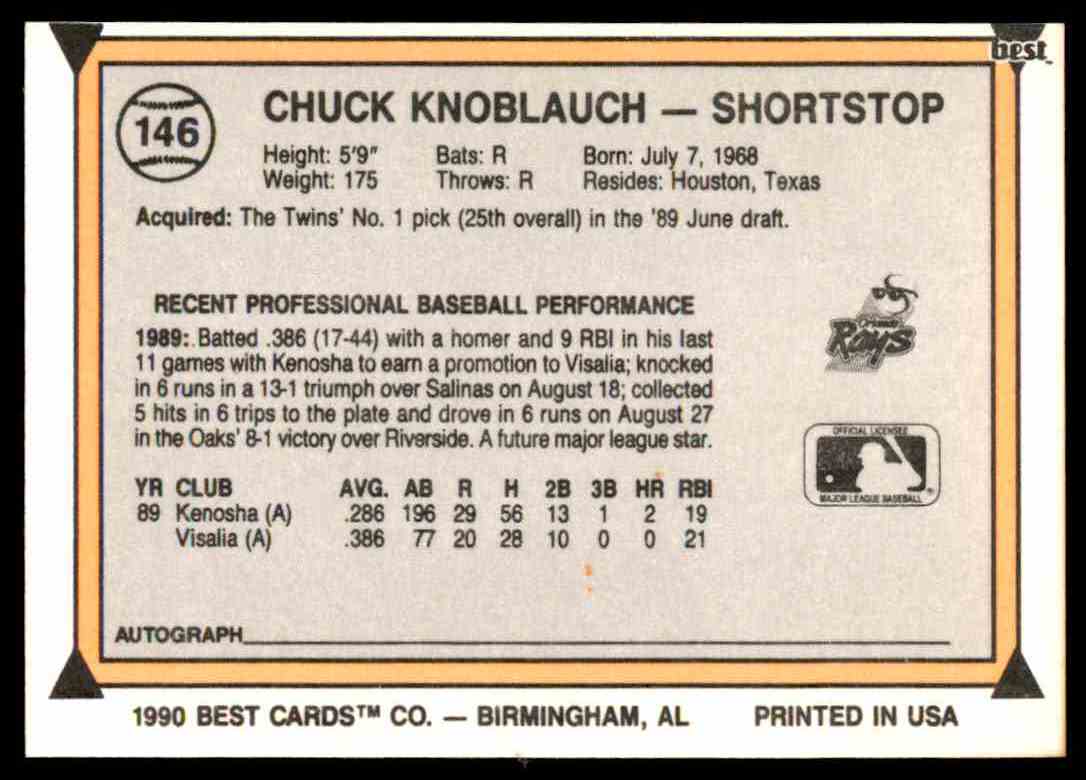 best
146
CHUCK KNOBLAUCH — SHORTSTOP
Height: 5'9" Bats: R Born: July 7, 1968
Weight: 175 Throws: R Resides: Houston, Texas
Acquired: The Twins' No. 1 pick (25th overall) in the '89 June draft.
RECENT PROFESSIONAL BASEBALL PERFORMANCE
1989: Batted .386 (17-44) with a homer and 9 RBI in his last
11 games with Kenosha to earn a promotion to Visalia; knocked
in 6 runs in a 13-1 triumph over Salinas on August 18; collected
5 hits in 6 trips to the plate and drove in 6 runs on August 27
in the Oaks' 8-1 victory over Riverside. A future major league star.
Orlando
Rays
OFFICIAL LICENSEE
MAJOR LEAGUE BASEBALL
YR CLUB AVG. AB R H 2B 3B HR RBI
89 Kenosha (A) .286 196 29 56 13 1 2 19
Visalia (A) .386 77 20 28 10 0 0 21
AUTOGRAPH
1990 BEST CARDS™ CO. — BIRMINGHAM, AL PRINTED IN USA